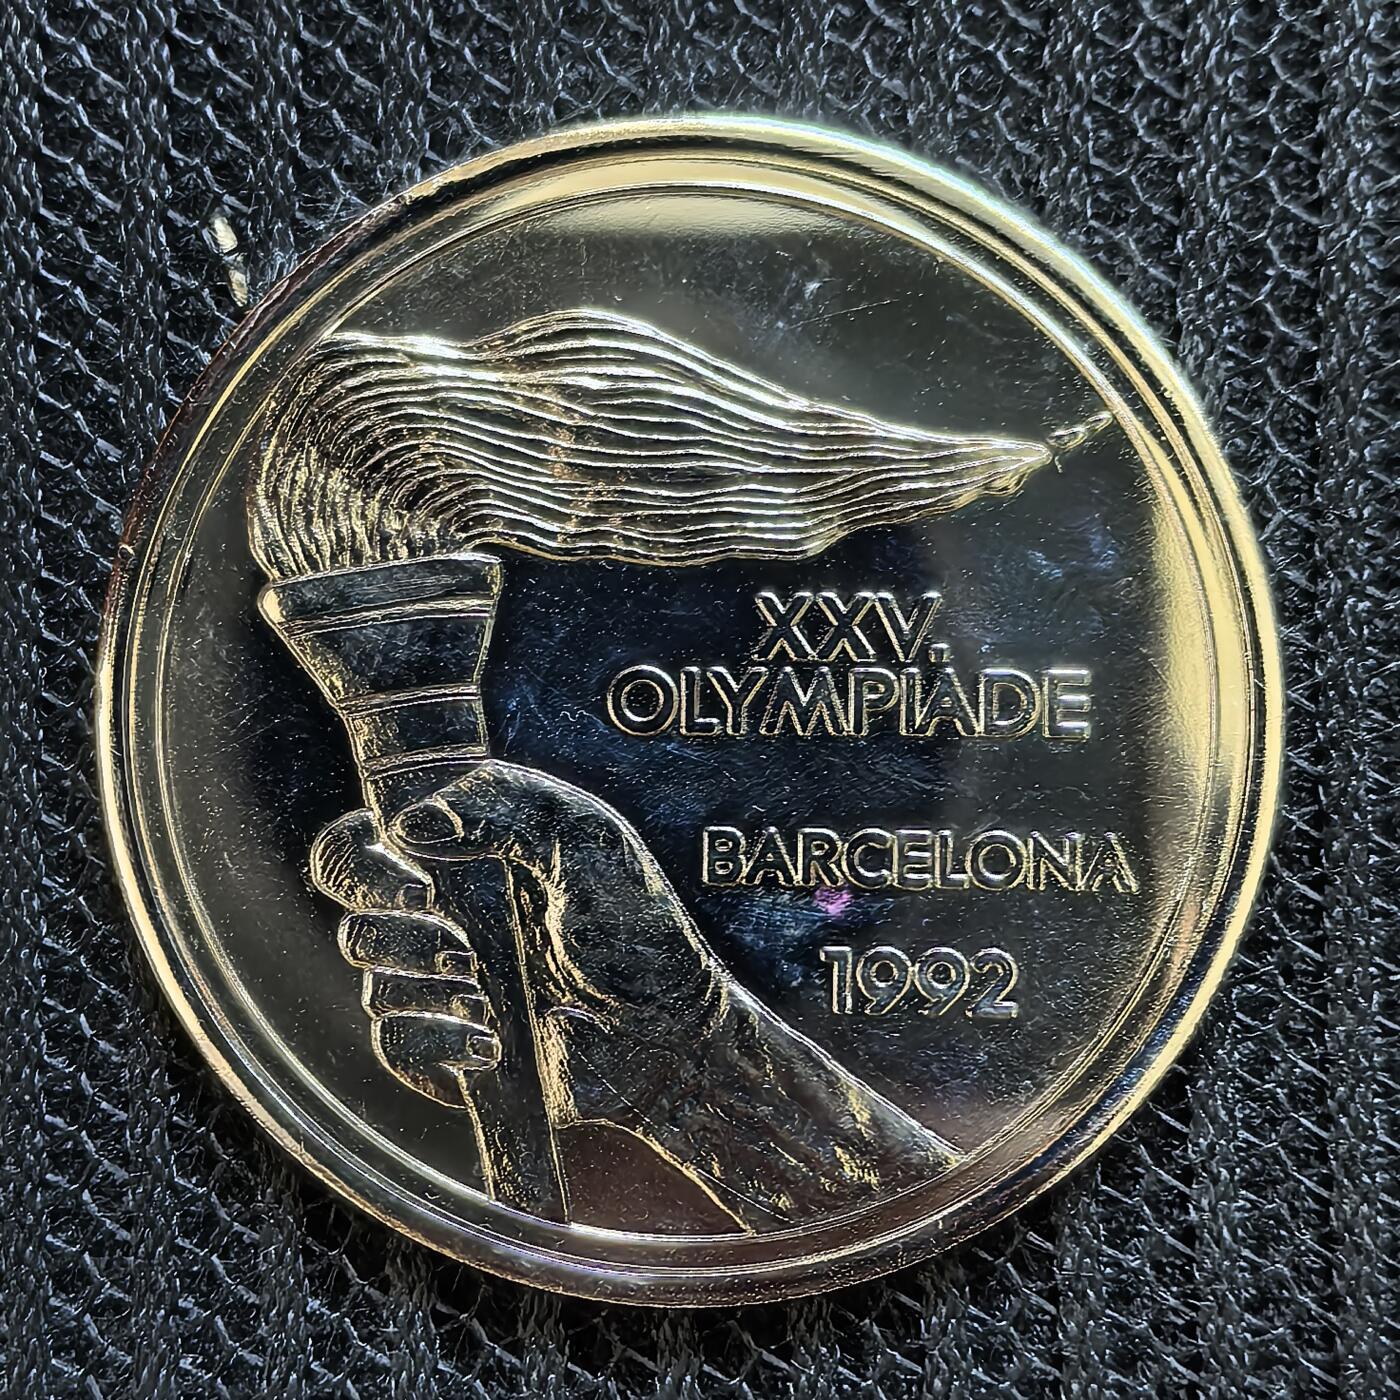 XXV.
OLYMPIADE
BARCELONA
1992